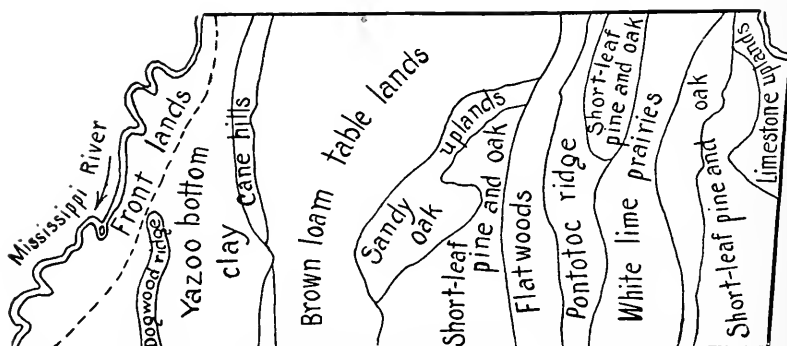 Mississippi River
Front lands
Dogwood ridge
Yazoo bottom
clay
Cane hills
Brown loam table lands
Sandy
oak
uplands
Short-leaf
pine and oak
Flatwoods
Pontotoc ridge
Short-leaf
pine and oak
White lime prairies
Short-leaf pine and
oak
Limestone uplands